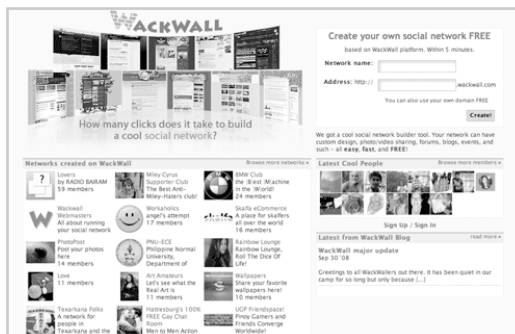 WACKWALL
How many clicks does it take to build
a cool social network?
Create your own social network FREE
based on WackWall platform. Within 5 minutes.
Network name:
Address: http:// .wackwall.com
You can also use your own domain FREE
Create!
We got a cool social network builder tool. Your network can have
custom design, photo/video sharing, forums, blogs, events, and
such - all easy, fast, and FREE!
Networks created on WackWall
Browse more networks »
Lovers
by RADIO BAIRAM
59 members
Miley Cyrus
Supporter Club
The Best Anti-
Miley-Haters club!
BMW Club
the |Best |Machine
in the |World!
24 members
Wackwall
Webmasters
All about running
your social network
Workaholics
angel's attempt
17 members
Skalfa eCommerce
A place for skalfers
all over the world
16 members
PhotoPost
Post your photos
here
14 members
PNU-ECE
Philippine Normal
University,
Department of
Rainbow Lounge
Rainbow Lounge,
Roll The Dice Of
Life!
Love
11 members
Art Amateurs
Let's see what the
Real Art is
11 members
Wallpapers
Share your favorite
wallpapers here!
10 members
Texarkana Folks
A network for
people in
Texarkana and the
Hattiesburg's 100%
FREE Gay Chat
Room
Men to Men Action
UGP Friendspace!
Pinoy Gamers and
Friends Converge
Worldwide!
Latest Cool People
Browse more members »
Sign Up / Sign In
Latest from WackWall Blog
read more »
WackWall major update
Sep 30 '08
Greetings to all WackWallers out there. It has been quiet in our
camp for so long but only because [...]